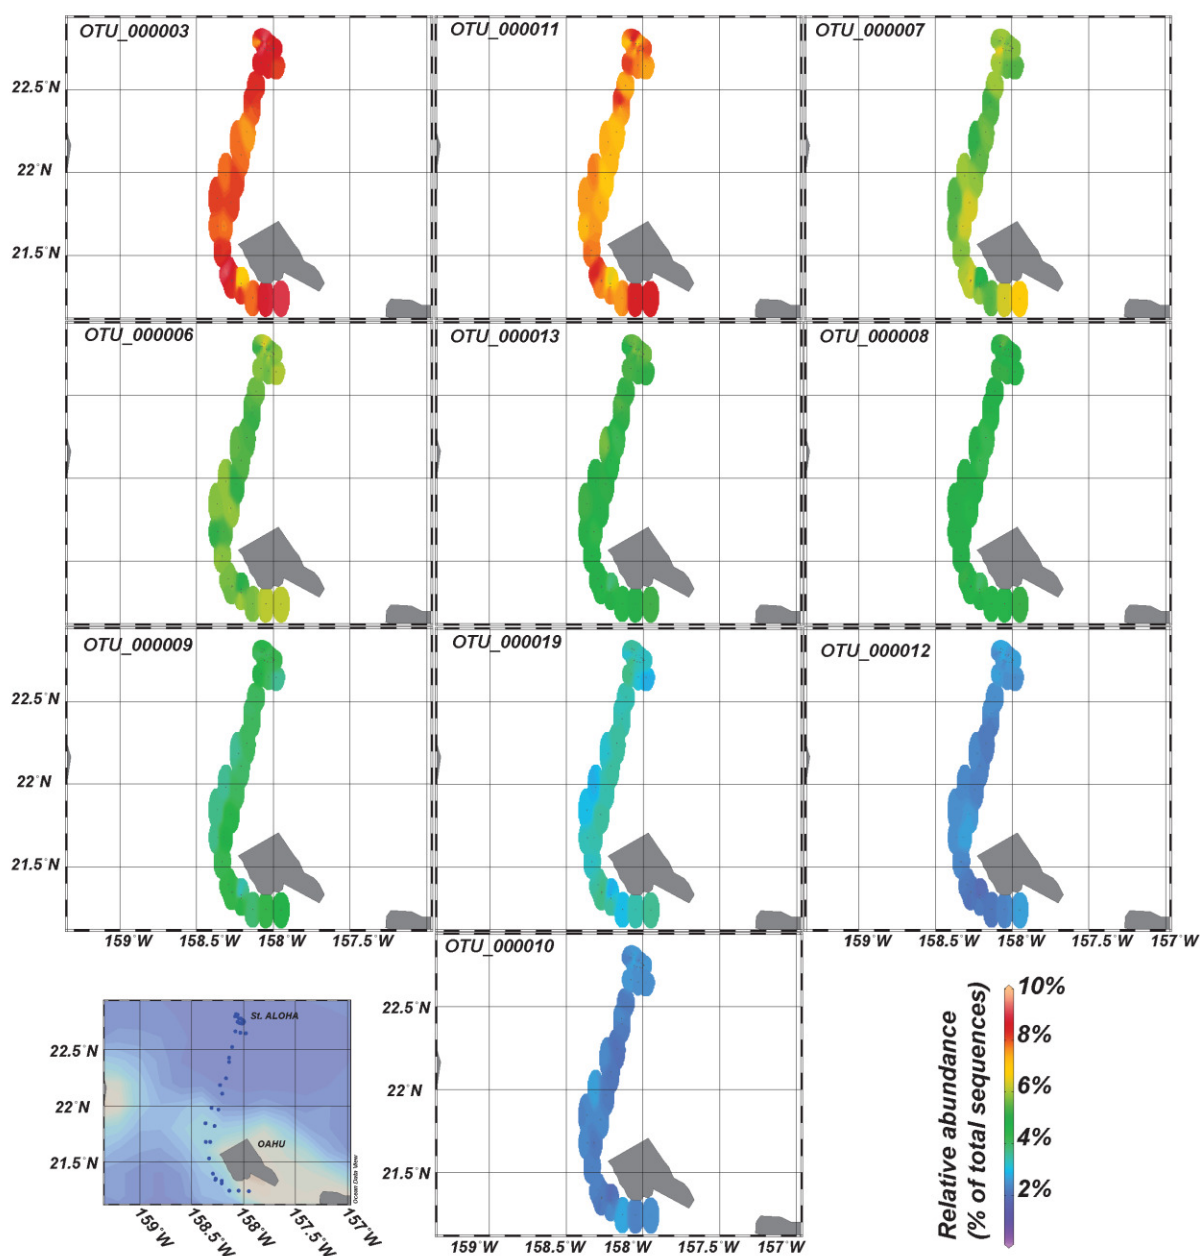 OTU_000003
OTU_000011
OTU_000007
22.5°N
22°N
21.5°N
OTU_000006
OTU_000013
OTU_000008
OTU_000009
OTU_000019
OTU_000012
22.5°N
22°N
21.5°N
159°W 158.5°W 158°W 157.5°W
159°W 158.5°W 158°W 157.5°W 157°W
OTU_000010
22.5°N
22°N
21.5°N
159°W 158.5°W 158°W 157.5°W 157°W
St. ALOHA
OAHU
22.5°N
22°N
21.5°N
159°W 158.5°W 158°W 157.5°W 157°W
Ocean Data View
Relative abundance
(% of total sequences)
10%
8%
6%
4%
2%